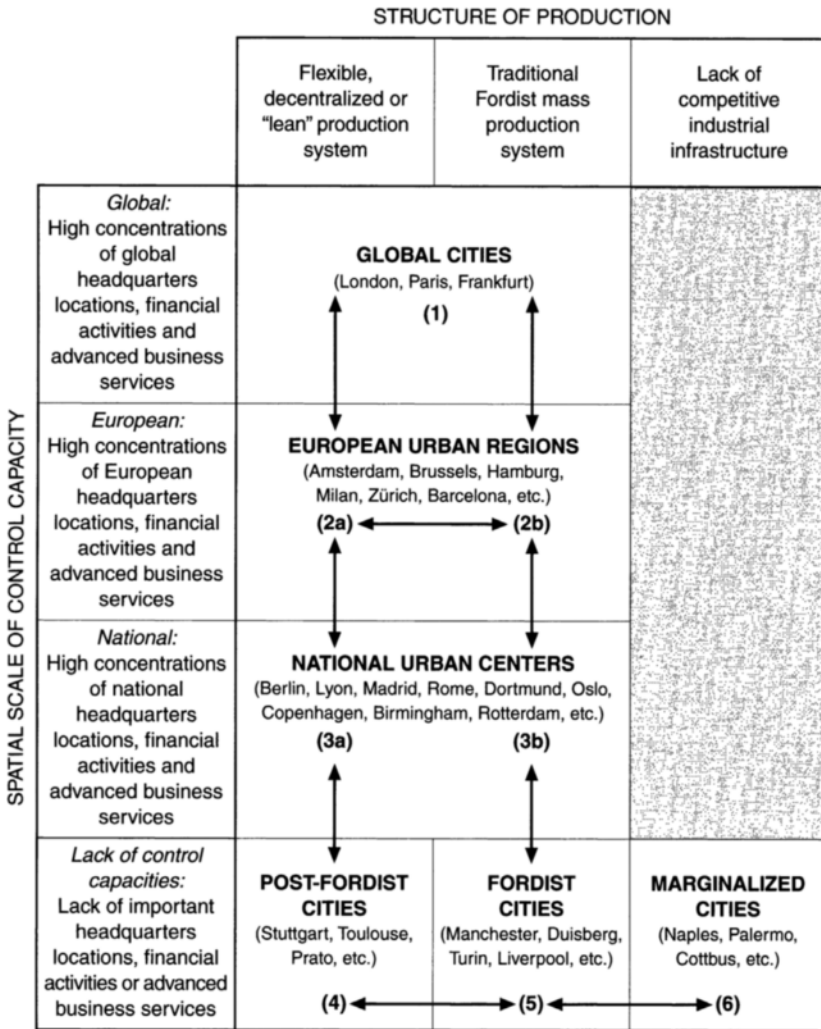 STRUCTURE OF PRODUCTION
Flexible,
decentralized or
“lean” production
system
Traditional
Fordist mass
production
system
Lack of
competitive
industrial
infrastructure
SPATIAL SCALE OF CONTROL CAPACITY
Global:
High concentrations
of global
headquarters
locations, financial
activities and
advanced business
services
GLOBAL CITIES
(London, Paris, Frankfurt)
(1)
European:
High concentrations
of European
headquarters
locations, financial
activities and
advanced business
services
EUROPEAN URBAN REGIONS
(Amsterdam, Brussels, Hamburg,
Milan, Zürich, Barcelona, etc.)
(2a) (2b)
National:
High concentrations
of national
headquarters
locations, financial
activities and
advanced business
services
NATIONAL URBAN CENTERS
(Berlin, Lyon, Madrid, Rome, Dortmund, Oslo,
Copenhagen, Birmingham, Rotterdam, etc.)
(3a) (3b)
Lack of control
capacities:
Lack of important
headquarters
locations, financial
activities or advanced
business services
POST-FORDIST
CITIES
(Stuttgart, Toulouse,
Prato, etc.)
(4)
FORDIST
CITIES
(Manchester, Duisberg,
Turin, Liverpool, etc.)
(5)
MARGINALIZED
CITIES
(Naples, Palermo,
Cottbus, etc.)
(6)